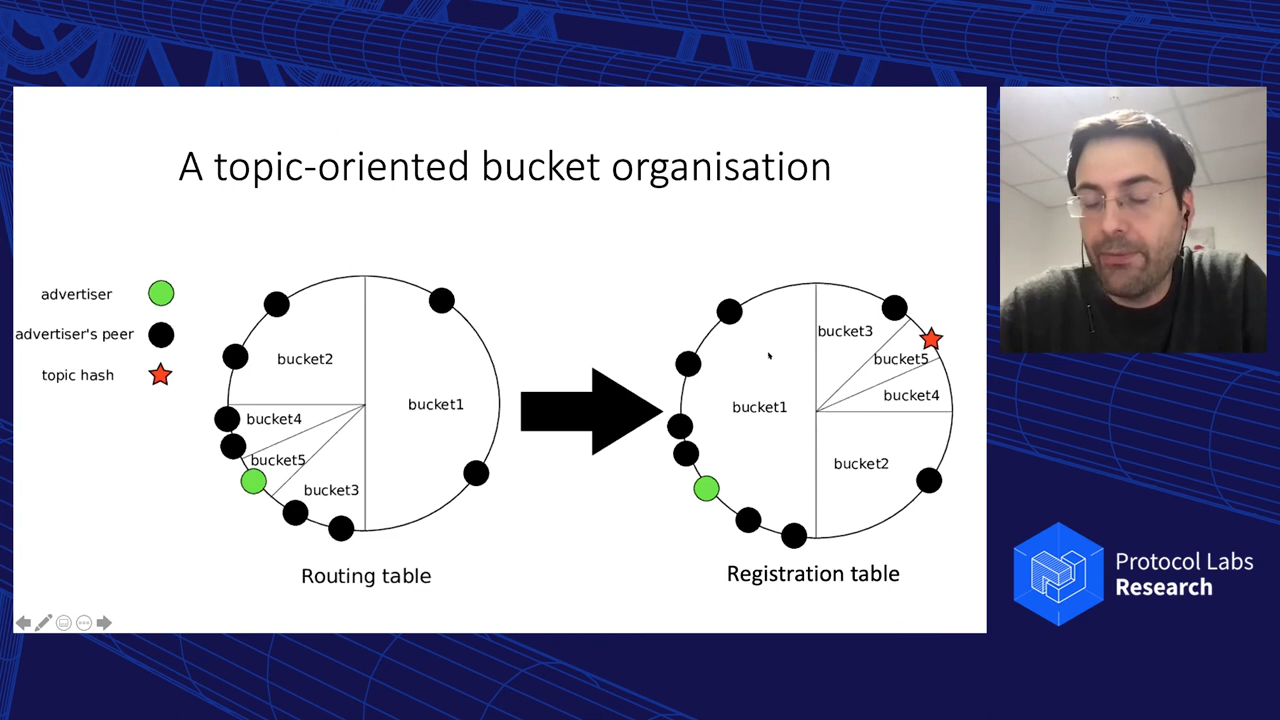 A topic-oriented bucket organisation
advertiser
advertiser's peer
topic hash
bucket2
bucket1
bucket4
bucket5
bucket3
Routing table
bucket3
bucket5
bucket4
bucket1
bucket2
Registration table
Protocol Labs
Research